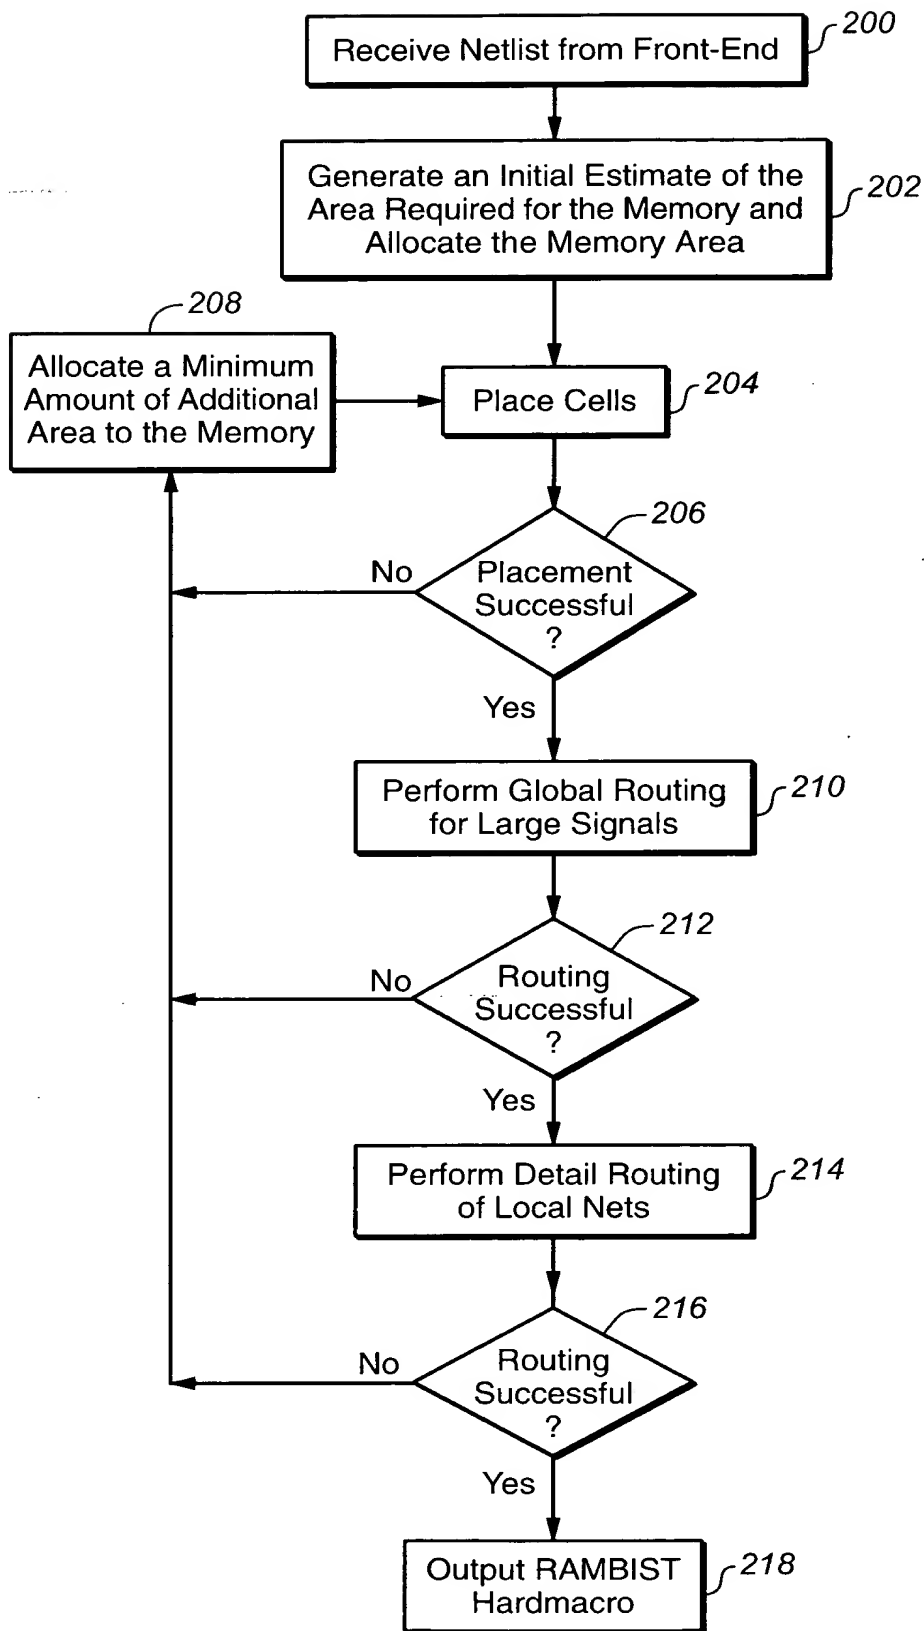 Receive Netlist from Front-End
200
Generate an Initial Estimate of the
Area Required for the Memory and
Allocate the Memory Area
202
208
Allocate a Minimum
Amount of Additional
Area to the Memory
Place Cells
204
206
Placement
Successful
?
No
Yes
Perform Global Routing
for Large Signals
210
212
Routing
Successful
?
No
Yes
Perform Detail Routing
of Local Nets
214
216
Routing
Successful
?
No
Yes
Output RAMBIST
Hardmacro
218